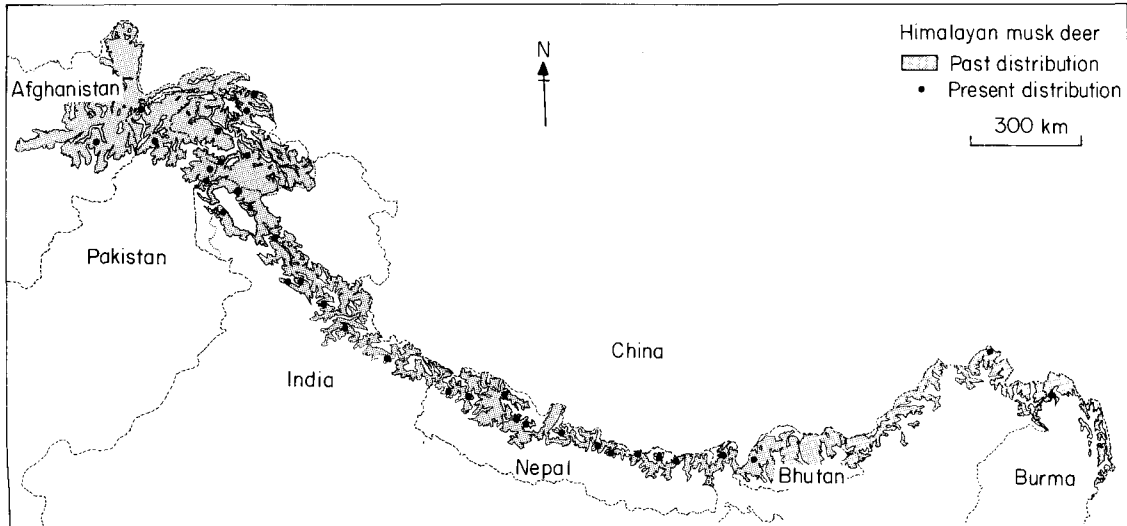 Himalayan musk deer
Past distribution
Present distribution
N
300 km
Afghanistan
Pakistan
China
India
Nepal
Bhutan
Burma